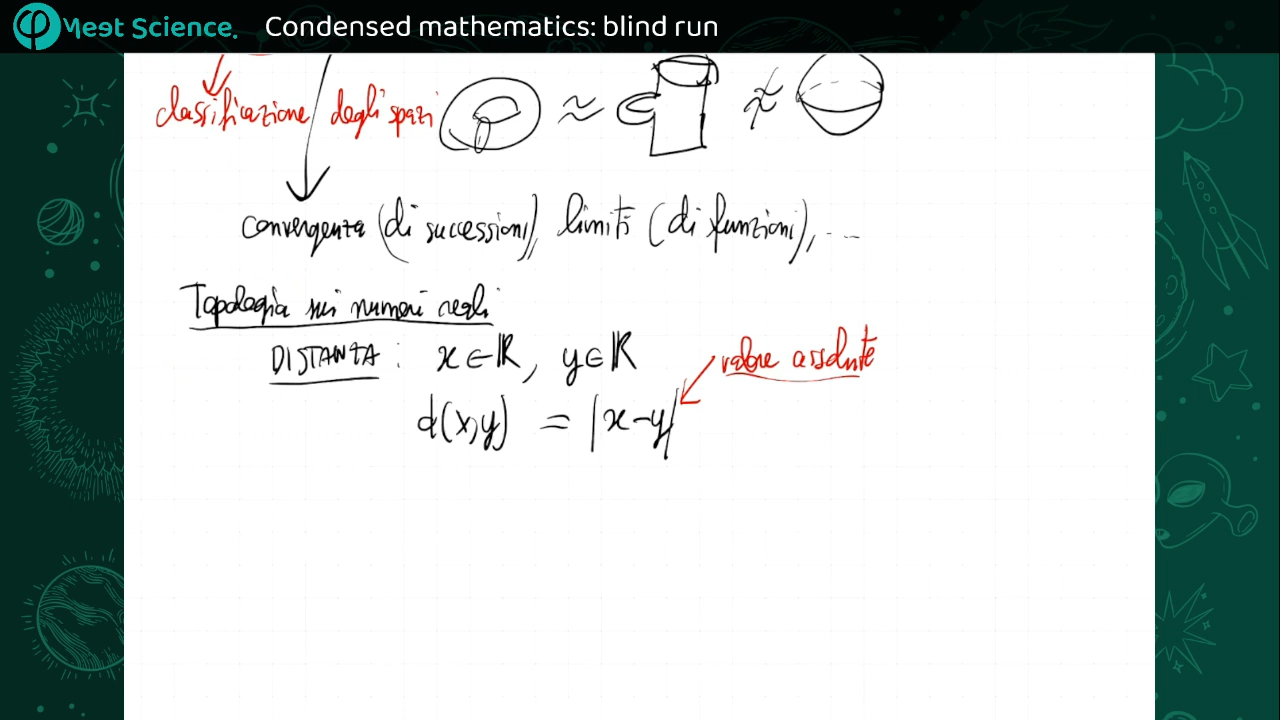 Meet Science.
Condensed mathematics: blind run
classificazione degli spazi ≈ ≉
convergenza (di successioni), limiti (di funzioni), ...
Topologia sui numeri reali
DISTANZA: x∈ℝ, y∈ℝ
valore assoluto
d(x,y) = |x-y|